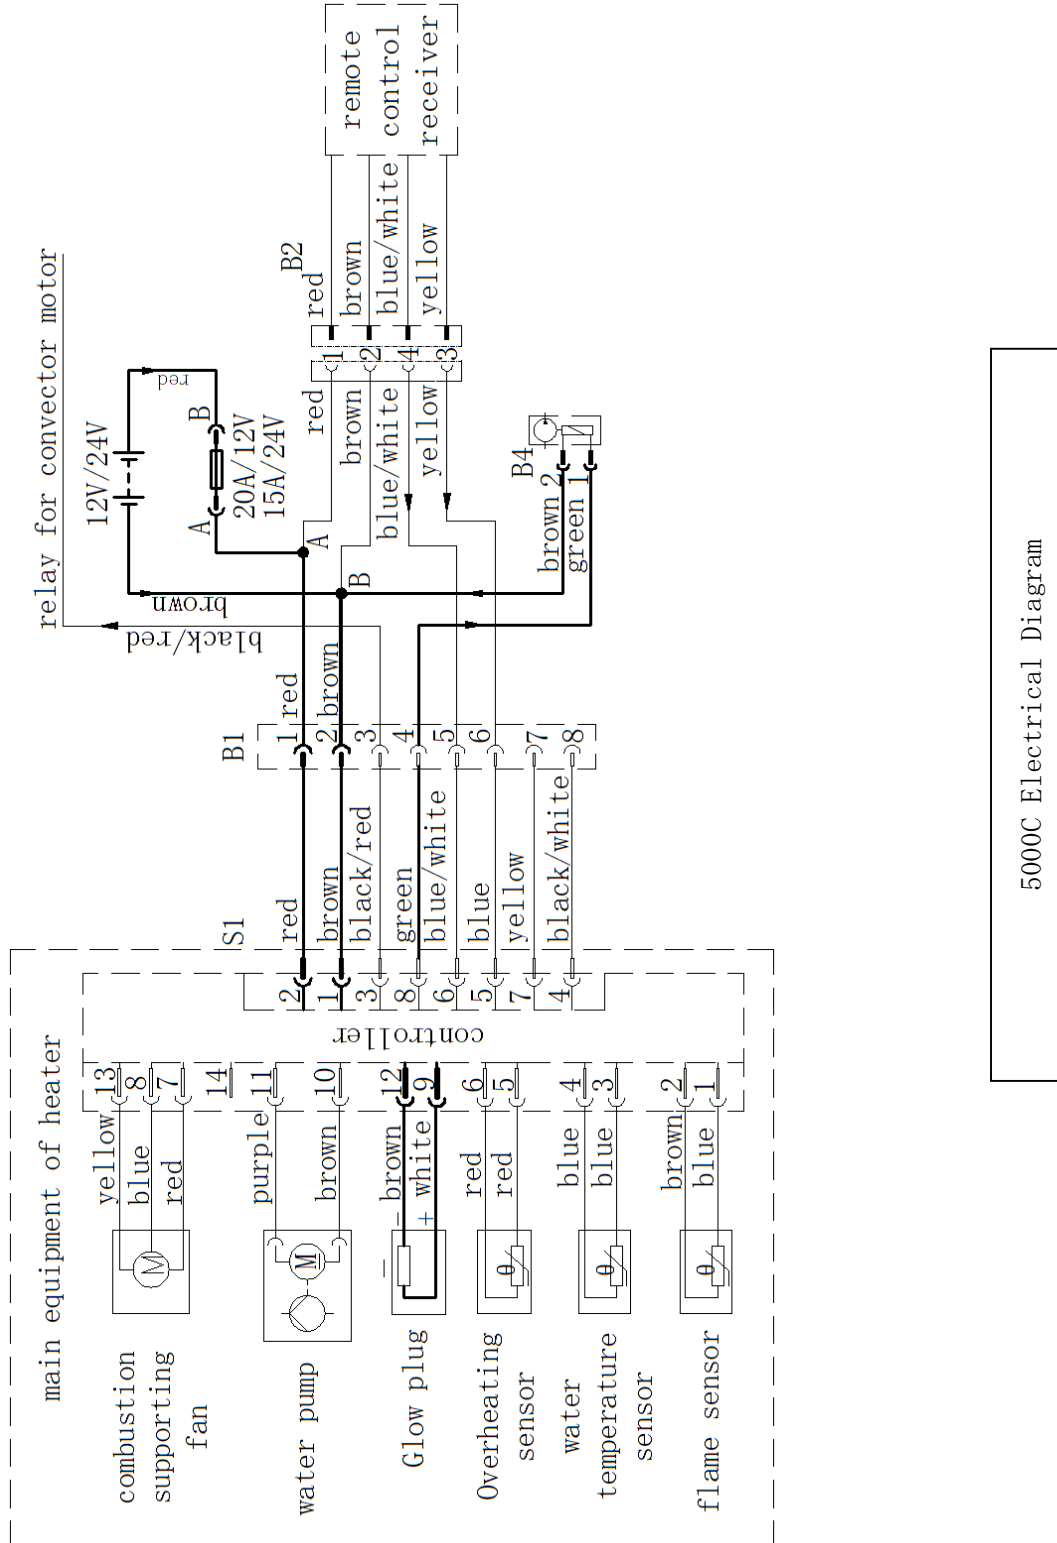 remote
control
receiver
relay for convector motor
12V/24V
red
B
A
20A/12V
15A/24V
B2
red
brown
blue/white
yellow
1
2
4
3
red
brown
blue/white
yellow
A
B
brown
black/red
B4
brown 2
green 1
B1
1 red
2 brown
3
4
5
6
7
8
S1
red
brown
black/red
green
blue/white
blue
yellow
black/white
2
1
3
8
6
5
7
4
controller
main equipment of heater
13
8
7
14
11
10
12
9
6
5
4
3
2
1
yellow
blue
red
purple
brown
- brown
+ white
red
red
blue
blue
brown
blue
M
M
θ
θ
θ
combustion
supporting
fan
water pump
Glow plug
Overheating
sensor
water
temperature
sensor
flame sensor
5000C Electrical Diagram